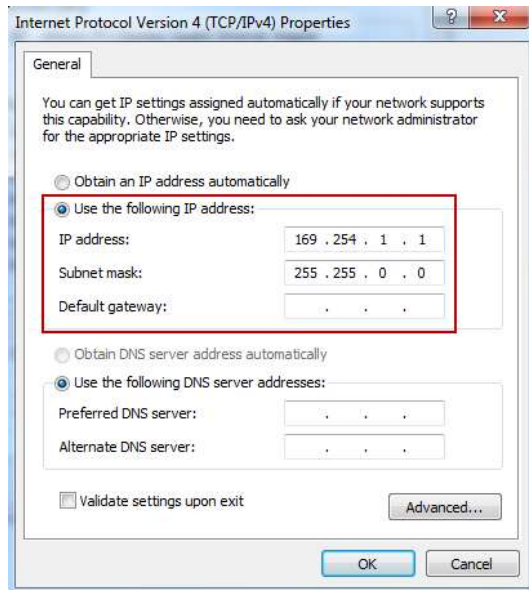 Internet Protocol Version 4 (TCP/IPv4) Properties
General
You can get IP settings assigned automatically if your network supports
this capability. Otherwise, you need to ask your network administrator
for the appropriate IP settings.
Obtain an IP address automatically
Use the following IP address:
IP address: 169 . 254 . 1 . 1
Subnet mask: 255 . 255 . 0 . 0
Default gateway: . . .
Obtain DNS server address automatically
Use the following DNS server addresses:
Preferred DNS server: . . .
Alternate DNS server: . . .
Validate settings upon exit
Advanced...
OK Cancel